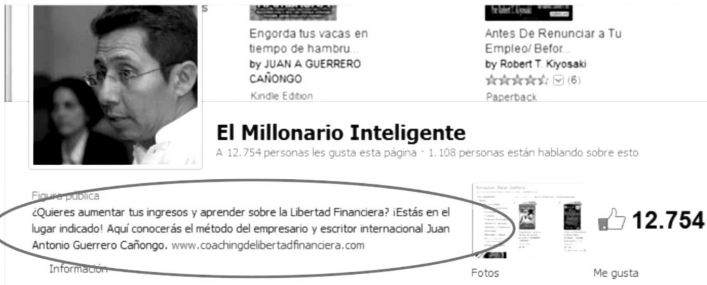 s
Engorda tus vacas en
tiempo de hambru...
by JUAN A GUERRERO
CAÑONGO
Kindle Edition
Antes De Renunciar a Tu
Empleo/ Befor...
by Robert T. Kiyosaki
(6)
Paperback
El Millonario Inteligente
A 12.754 personas les gusta esta página · 1.108 personas están hablando sobre esto
Figura pública
¿Quieres aumentar tus ingresos y aprender sobre la Libertad Financiera? ¡Estás en el
lugar indicado! Aquí conocerás el método del empresario y escritor internacional Juan
Antonio Guerrero Cañongo. www.coachingdelibertadfinanciera.com
Información
12.754
Fotos
Me gusta